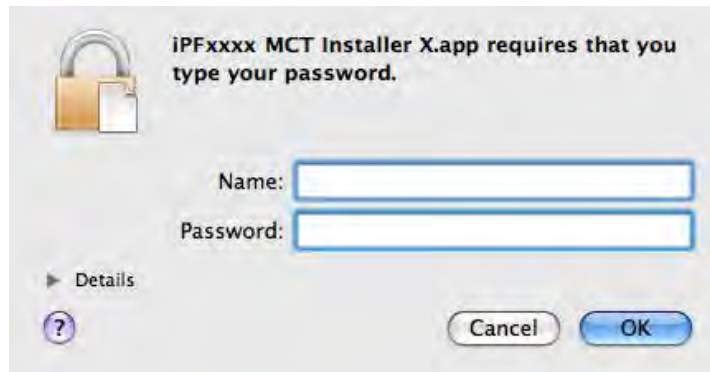 iPFxxxx MCT Installer X.app requires that you
type your password.
Name:
Password:
Details
?
Cancel
OK